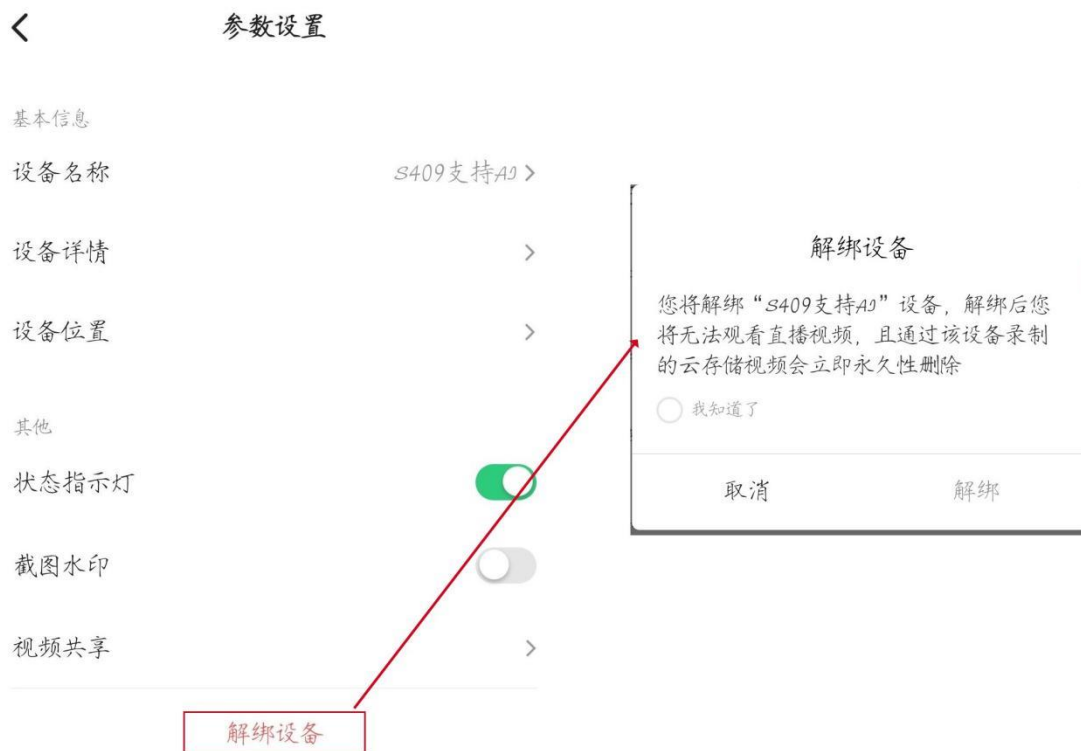 参数设置
基本信息
设备名称 S409支持AI
设备详情
设备位置
其他
状态指示灯
截图水印
视频共享
解绑设备
解绑设备
您将解绑“S409支持AI”设备，解绑后您
将无法观看直播视频，且通过该设备录制
的云存储视频会立即永久性删除
我知道了
取消 解绑